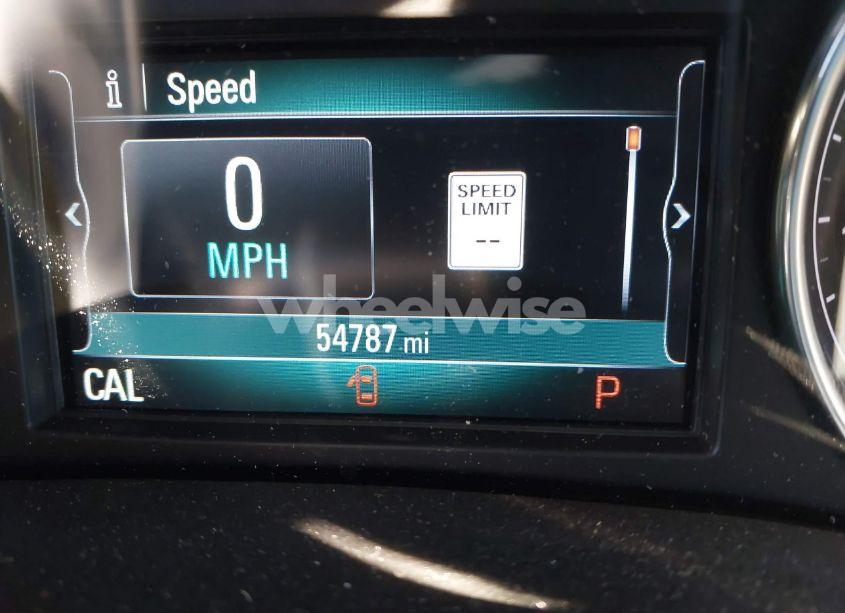 i Speed
0
MPH
SPEED
LIMIT
--
wheelwise
54787 mi
CAL
P